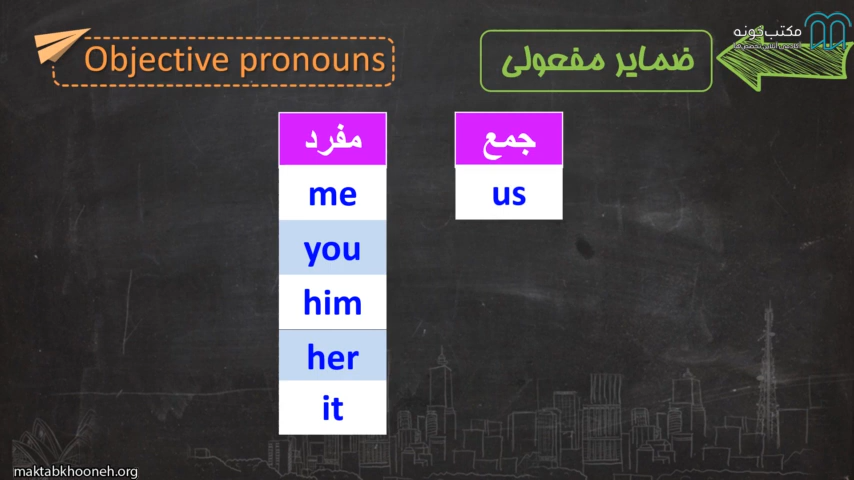 Objective pronouns
ضمایر مفعولی
مکتب‌خونه
مفرد
me
you
him
her
it
جمع
us
maktabkhooneh.org